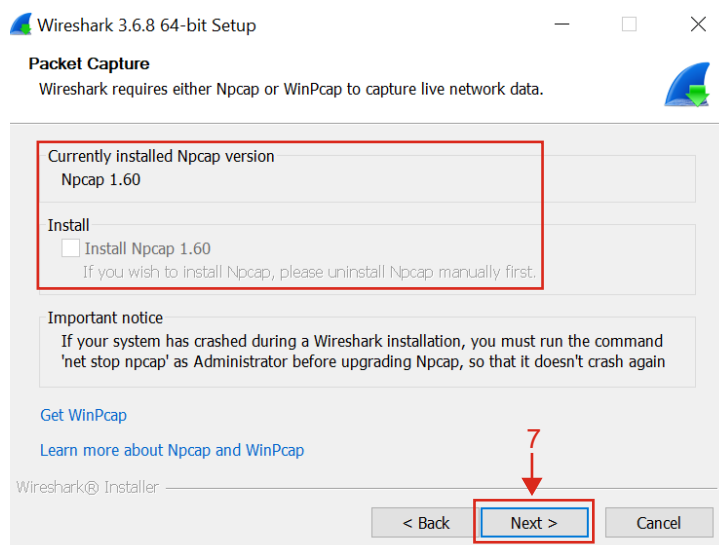 Wireshark 3.6.8 64-bit Setup
Packet Capture
Wireshark requires either Npcap or WinPcap to capture live network data.
Currently installed Npcap version
Npcap 1.60
Install
Install Npcap 1.60
If you wish to install Npcap, please uninstall Npcap manually first.
Important notice
If your system has crashed during a Wireshark installation, you must run the command
'net stop npcap' as Administrator before upgrading Npcap, so that it doesn't crash again
Get WinPcap
Learn more about Npcap and WinPcap
7
Wireshark® Installer
< Back Next > Cancel